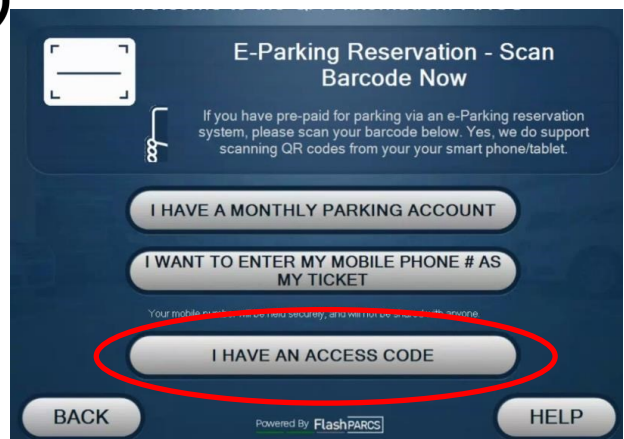 E-Parking Reservation - Scan
Barcode Now
If you have pre-paid for parking via an e-Parking reservation
system, please scan your barcode below. Yes, we do support
scanning QR codes from your your smart phone/tablet.
I HAVE A MONTHLY PARKING ACCOUNT
I WANT TO ENTER MY MOBILE PHONE # AS
MY TICKET
Your mobile number will be held securely, and will not be shared with anyone.
I HAVE AN ACCESS CODE
BACK
Powered By FlashPARCS
HELP